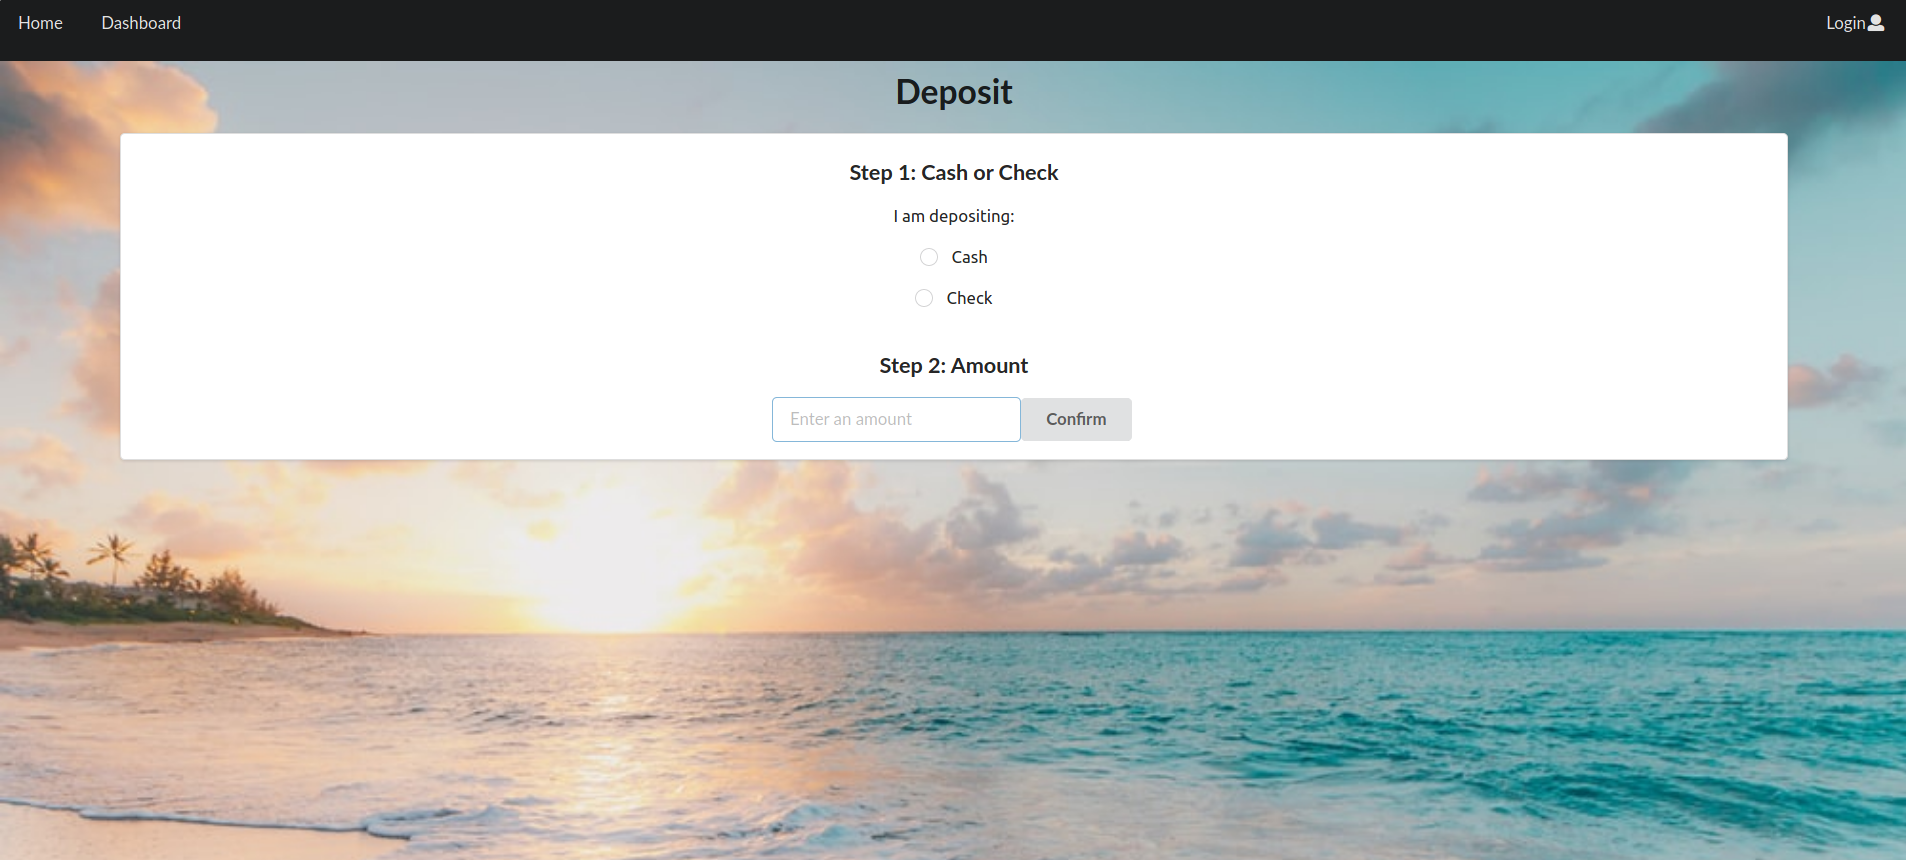 Home Dashboard Login
Deposit
Step 1: Cash or Check
I am depositing:
Cash
Check
Step 2: Amount
Enter an amount Confirm